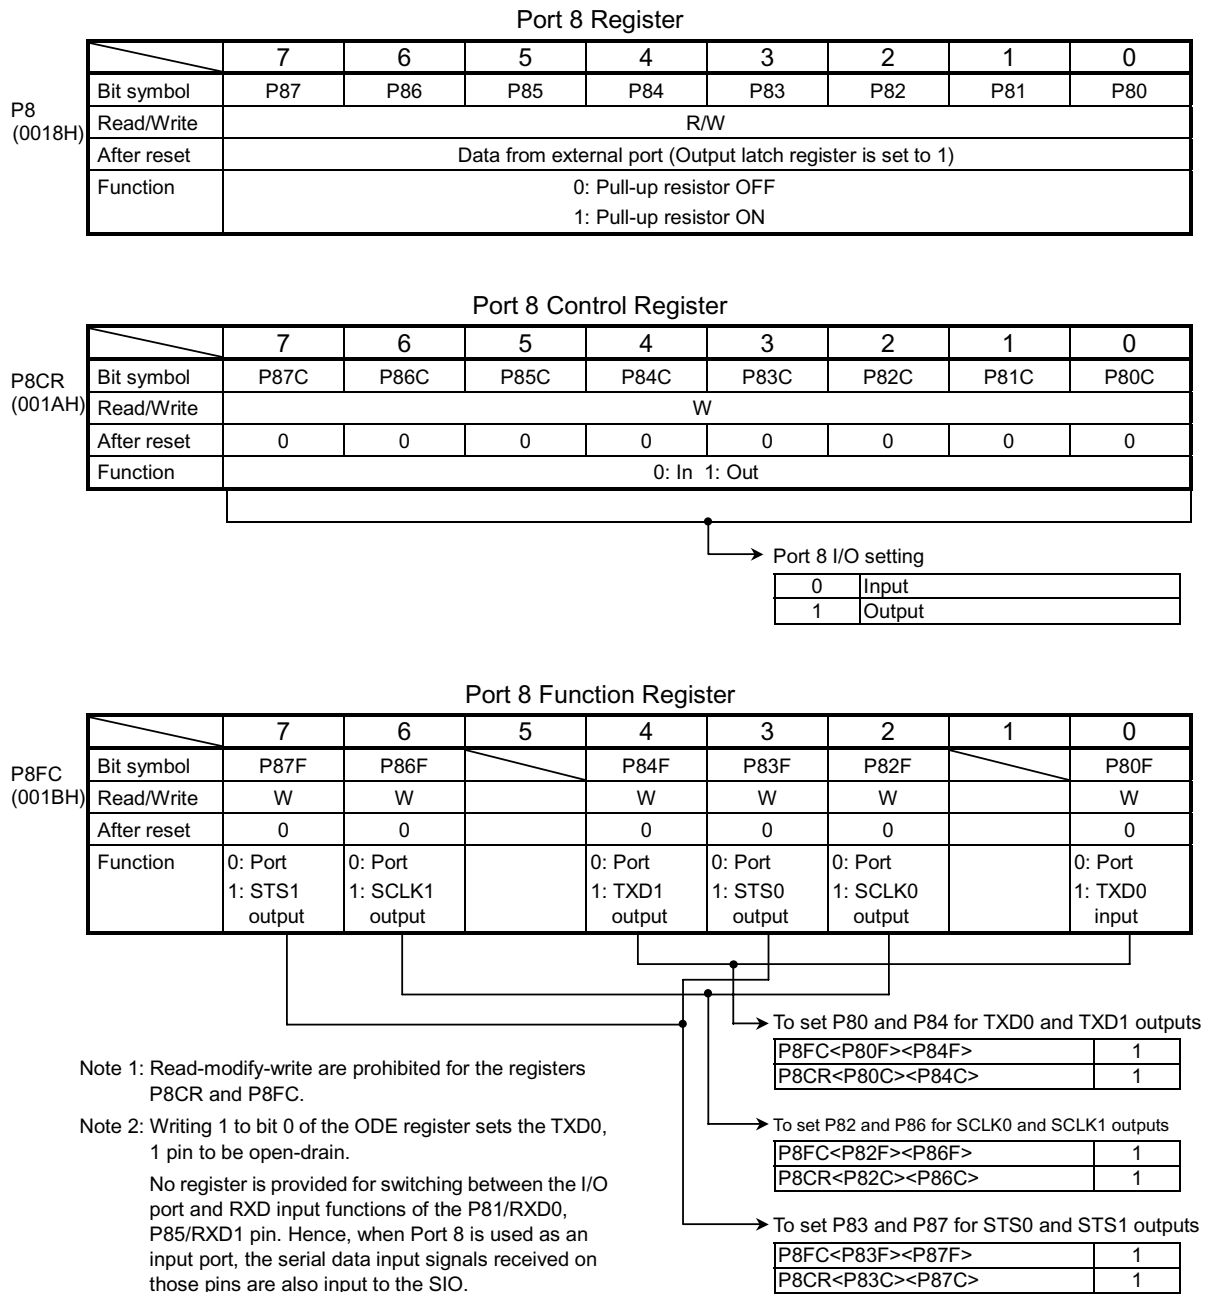 Port 8 Register
7 6 5 4 3 2 1 0
P8
(0018H)
Bit symbol P87 P86 P85 P84 P83 P82 P81 P80
Read/Write R/W
After reset Data from external port (Output latch register is set to 1)
Function 0: Pull-up resistor OFF
1: Pull-up resistor ON
Port 8 Control Register
7 6 5 4 3 2 1 0
P8CR
(001AH)
Bit symbol P87C P86C P85C P84C P83C P82C P81C P80C
Read/Write W
After reset 0 0 0 0 0 0 0 0
Function 0: In 1: Out
Port 8 I/O setting
0 Input
1 Output
Port 8 Function Register
7 6 5 4 3 2 1 0
P8FC
(001BH)
Bit symbol P87F P86F P84F P83F P82F P80F
Read/Write W W W W W W
After reset 0 0 0 0 0 0
Function 0: Port 0: Port 0: Port 0: Port 0: Port 0: Port
1: STS1 1: SCLK1 1: TXD1 1: STS0 1: SCLK0 1: TXD0
output output output output output input
To set P80 and P84 for TXD0 and TXD1 outputs
P8FC<P80F><P84F> 1
P8CR<P80C><P84C> 1
To set P82 and P86 for SCLK0 and SCLK1 outputs
P8FC<P82F><P86F> 1
P8CR<P82C><P86C> 1
To set P83 and P87 for STS0 and STS1 outputs
P8FC<P83F><P87F> 1
P8CR<P83C><P87C> 1
Note 1: Read-modify-write are prohibited for the registers
P8CR and P8FC.
Note 2: Writing 1 to bit 0 of the ODE register sets the TXD0,
1 pin to be open-drain.
No register is provided for switching between the I/O
port and RXD input functions of the P81/RXD0,
P85/RXD1 pin. Hence, when Port 8 is used as an
input port, the serial data input signals received on
those pins are also input to the SIO.